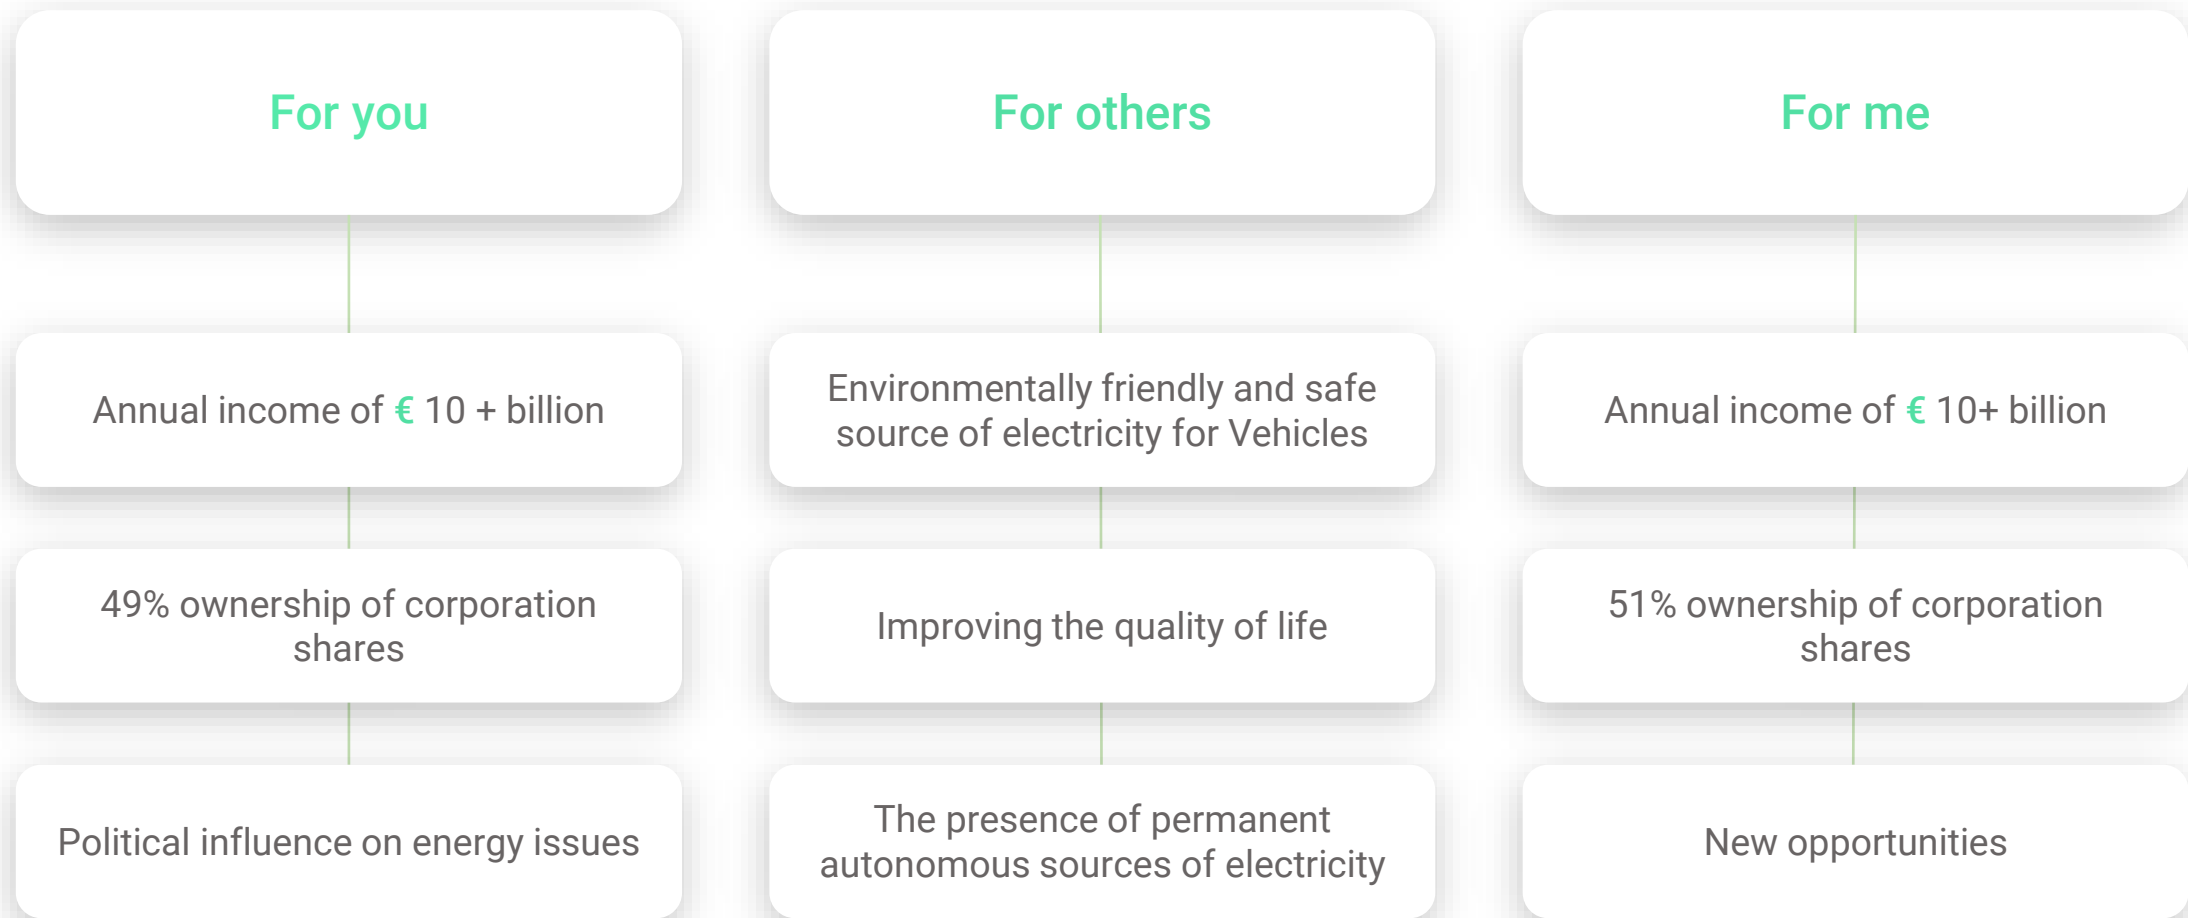 For you
Annual income of € 10 + billion
49% ownership of corporation
shares
Political influence on energy issues
For others
Environmentally friendly and safe
source of electricity for Vehicles
Improving the quality of life
The presence of permanent
autonomous sources of electricity
For me
Annual income of € 10+ billion
51% ownership of corporation
shares
New opportunities